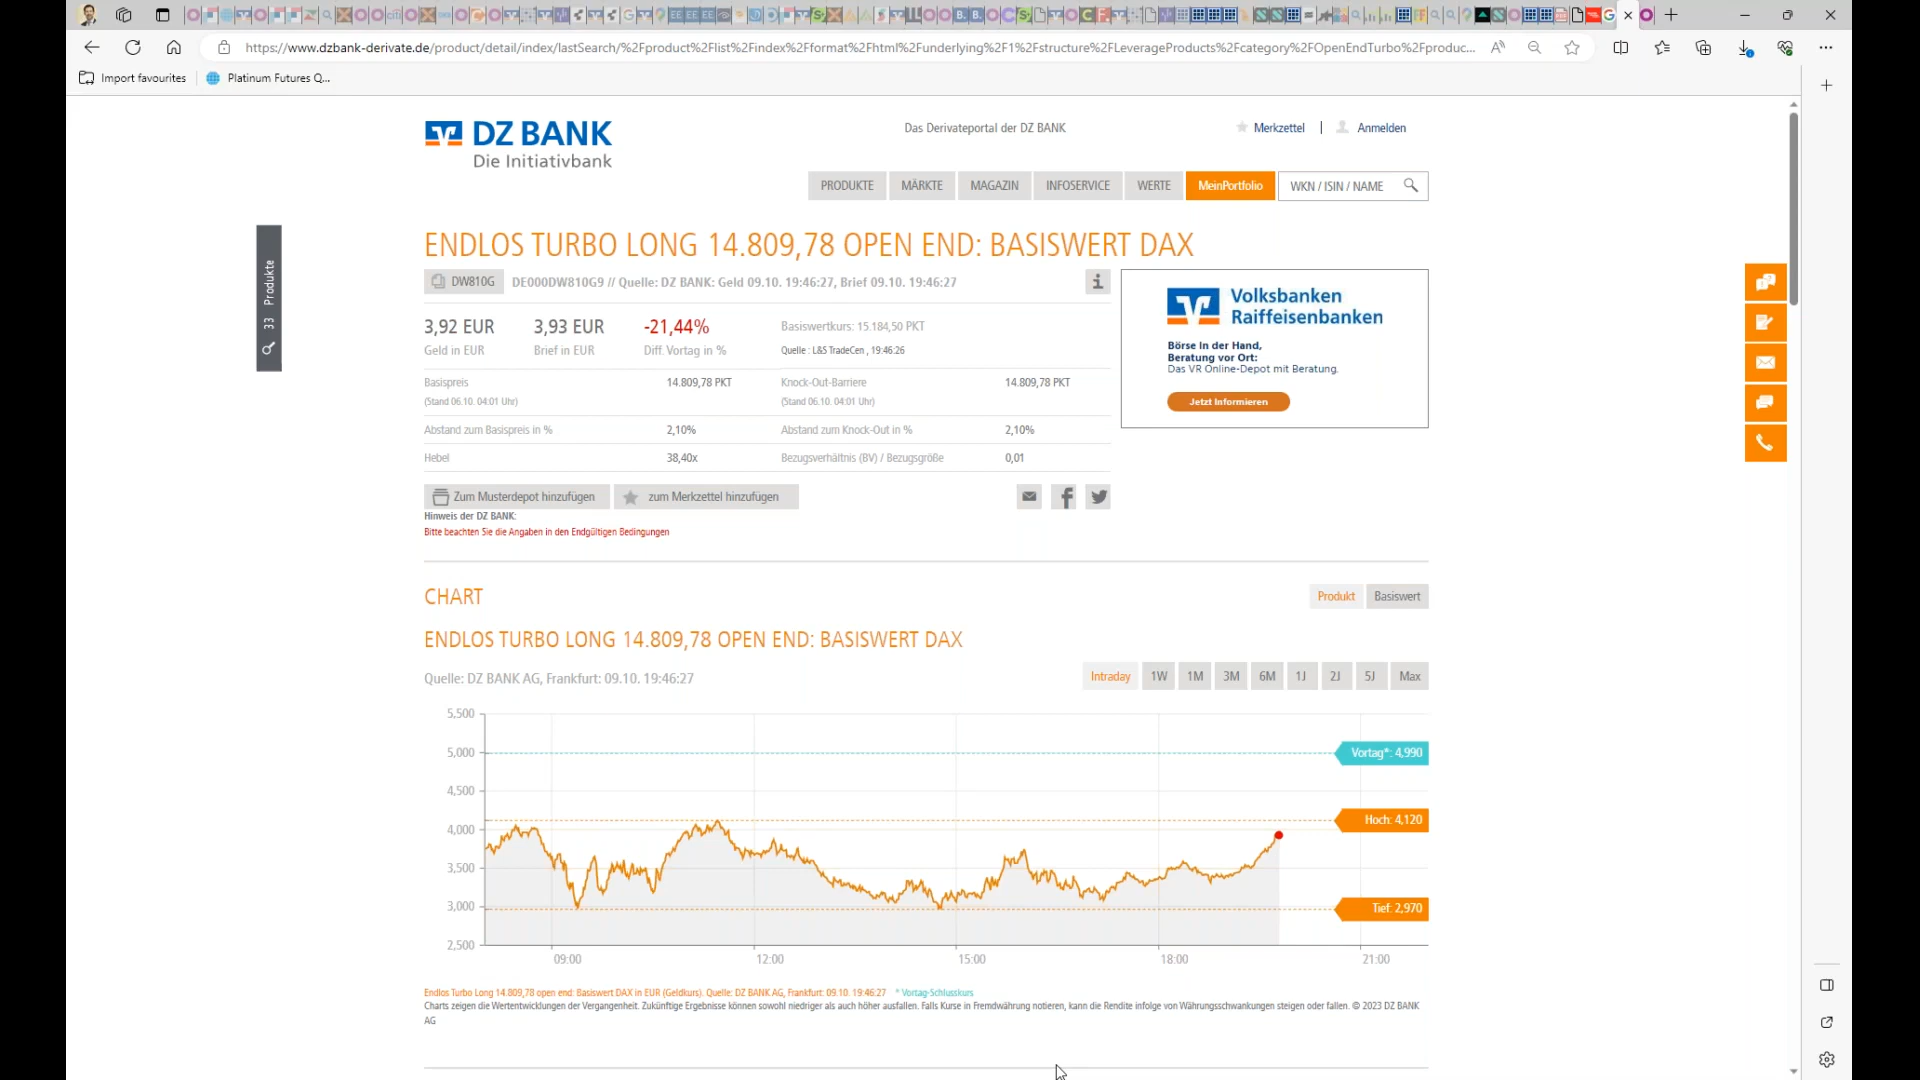 https://www.dzbank-derivate.de/product/detail/index/lastSearch/%2Fproduct%2Flist%2Findex%2Fformat%2Fhtml%2Funderlying%2F1%2Fstructure%2FLeverageProducts%2Fcategory%2FOpenEndTurbo%2Fproduc...
Import favourites
Platinum Futures Q...
DZ BANK
Die Initiativbank
Das Derivateportal der DZ BANK
Merkzettel | Anmelden
PRODUKTE MÄRKTE MAGAZIN INFOSERVICE WERTE MeinPortfolio WKN / ISIN / NAME
33 Produkte
ENDLOS TURBO LONG 14.809,78 OPEN END: BASISWERT DAX
DW810G DE000DW810G9 // Quelle: DZ BANK: Geld 09.10. 19:46:27, Brief 09.10. 19:46:27
3,92 EUR 3,93 EUR -21,44% Basiswertkurs: 15.184,50 PKT
Geld in EUR Brief in EUR Diff. Vortag in % Quelle : L&S TradeCen , 19:46:26
Basispreis 14.809,78 PKT Knock-Out-Barriere 14.809,78 PKT
(Stand 06.10. 04:01 Uhr) (Stand 06.10. 04:01 Uhr)
Abstand zum Basispreis in % 2,10% Abstand zum Knock-Out in % 2,10%
Hebel 38,40x Bezugsverhältnis (BV) / Bezugsgröße 0,01
Volksbanken
Raiffeisenbanken
Börse in der Hand,
Beratung vor Ort:
Das VR Online-Depot mit Beratung.
Jetzt Informieren
Zum Musterdepot hinzufügen zum Merkzettel hinzufügen
Hinweis der DZ BANK:
Bitte beachten Sie die Angaben in den Endgültigen Bedingungen
CHART
Produkt Basiswert
ENDLOS TURBO LONG 14.809,78 OPEN END: BASISWERT DAX
Quelle: DZ BANK AG, Frankfurt: 09.10. 19:46:27
Intraday 1W 1M 3M 6M 1J 2J 5J Max
5,500
5,000
Vortag*: 4,990
4,500
Hoch: 4,120
4,000
3,500
3,000
Tief: 2,970
2,500
09:00 12:00 15:00 18:00 21:00
Endlos Turbo Long 14.809,78 open end: Basiswert DAX in EUR (Geldkurs). Quelle: DZ BANK AG, Frankfurt: 09.10. 19:46:27 * Vortag-Schlusskurs
Charts zeigen die Wertentwicklungen der Vergangenheit. Zukünftige Ergebnisse können sowohl niedriger als auch höher ausfallen. Falls Kurse in Fremdwährung notieren, kann die Rendite infolge von Währungsschwankungen steigen oder fallen. © 2023 DZ BANK
AG